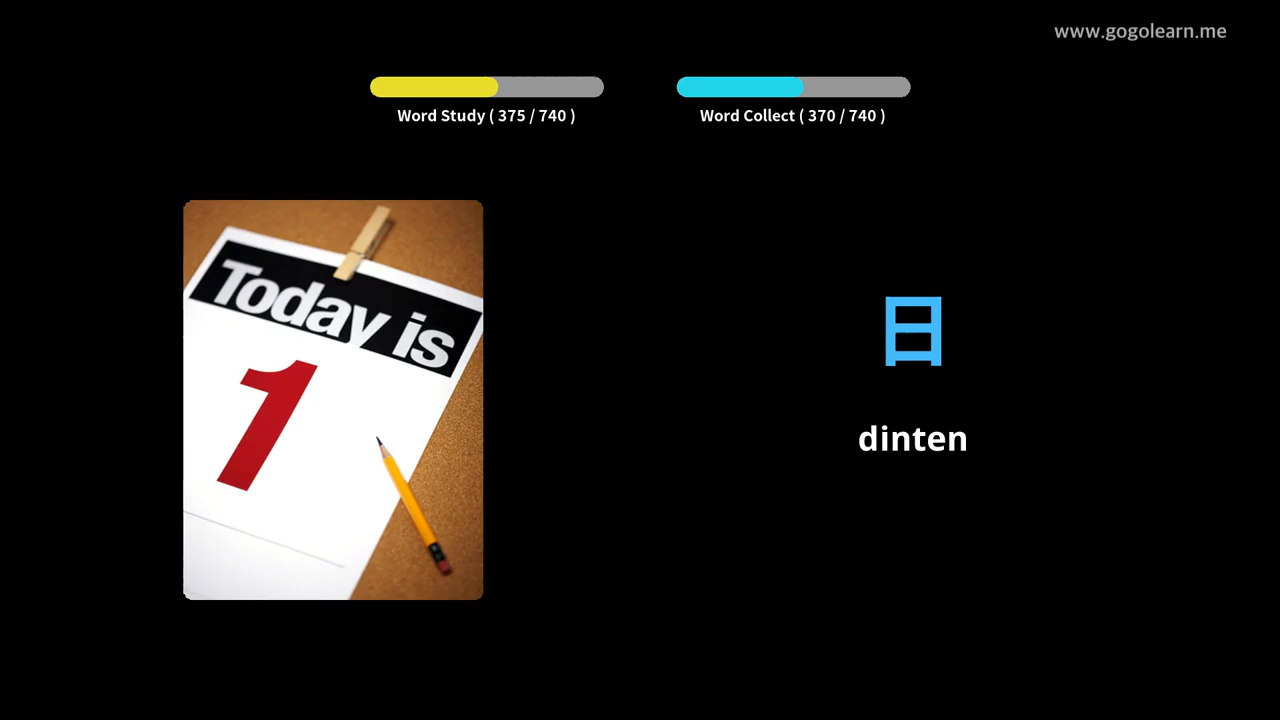 www.gogolearn.me
Word Study ( 375 / 740 )
Word Collect ( 370 / 740 )
Today is
1
日
dinten